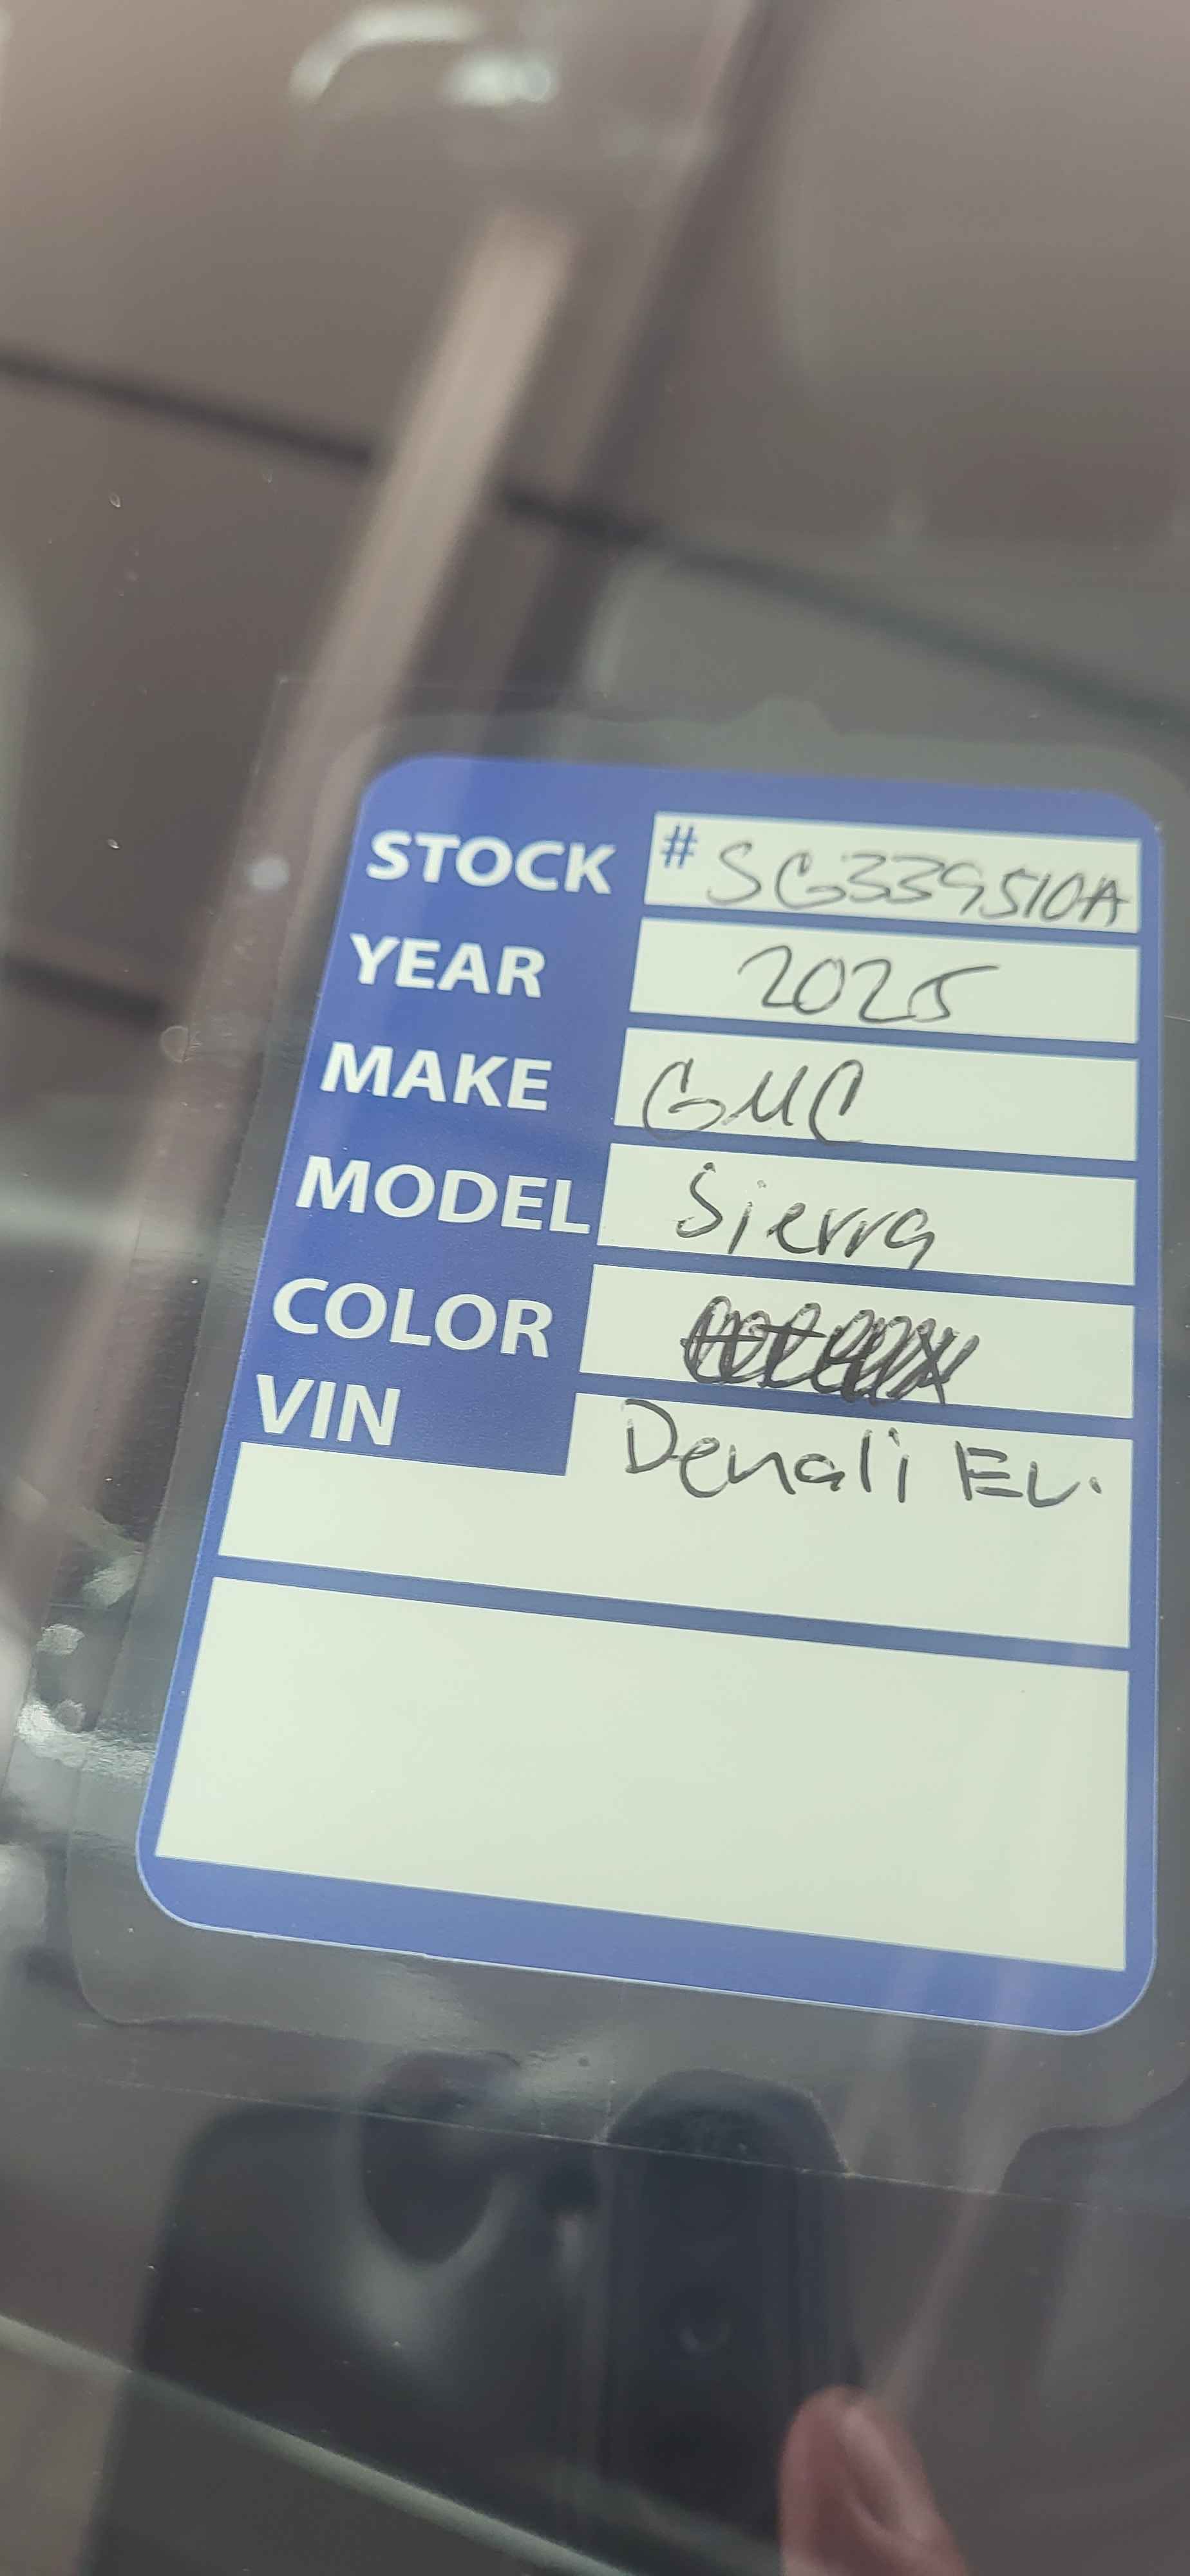 STOCK # SG339510A
YEAR 2025
MAKE GMC
MODEL Sierra
COLOR
VIN Denali EV.